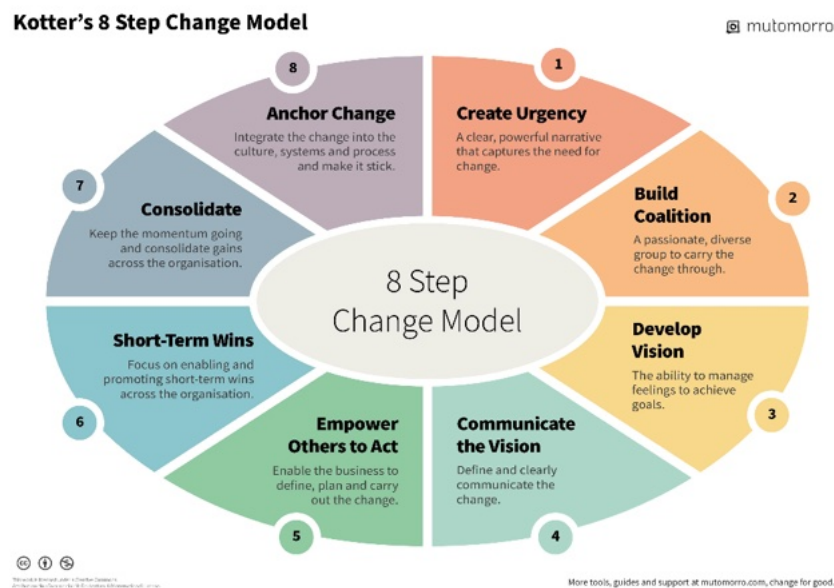 Kotter's 8 Step Change Model
mutomorro
1
Create Urgency
A clear, powerful narrative
that captures the need for
change.
2
Build
Coalition
A passionate, diverse
group to carry the
change through.
3
Develop
Vision
The ability to manage
feelings to achieve
goals.
4
Communicate
the Vision
Define and clearly
communicate the
change.
5
Empower
Others to Act
Enable the business to
define, plan and carry
out the change.
6
Short-Term Wins
Focus on enabling and
promoting short-term wins
across the organisation.
7
Consolidate
Keep the momentum going
and consolidate gains
across the organisation.
8
Anchor Change
Integrate the change into the
culture, systems and process
and make it stick.
8 Step
Change Model
More tools, guides and support at mutomorro.com, change for good